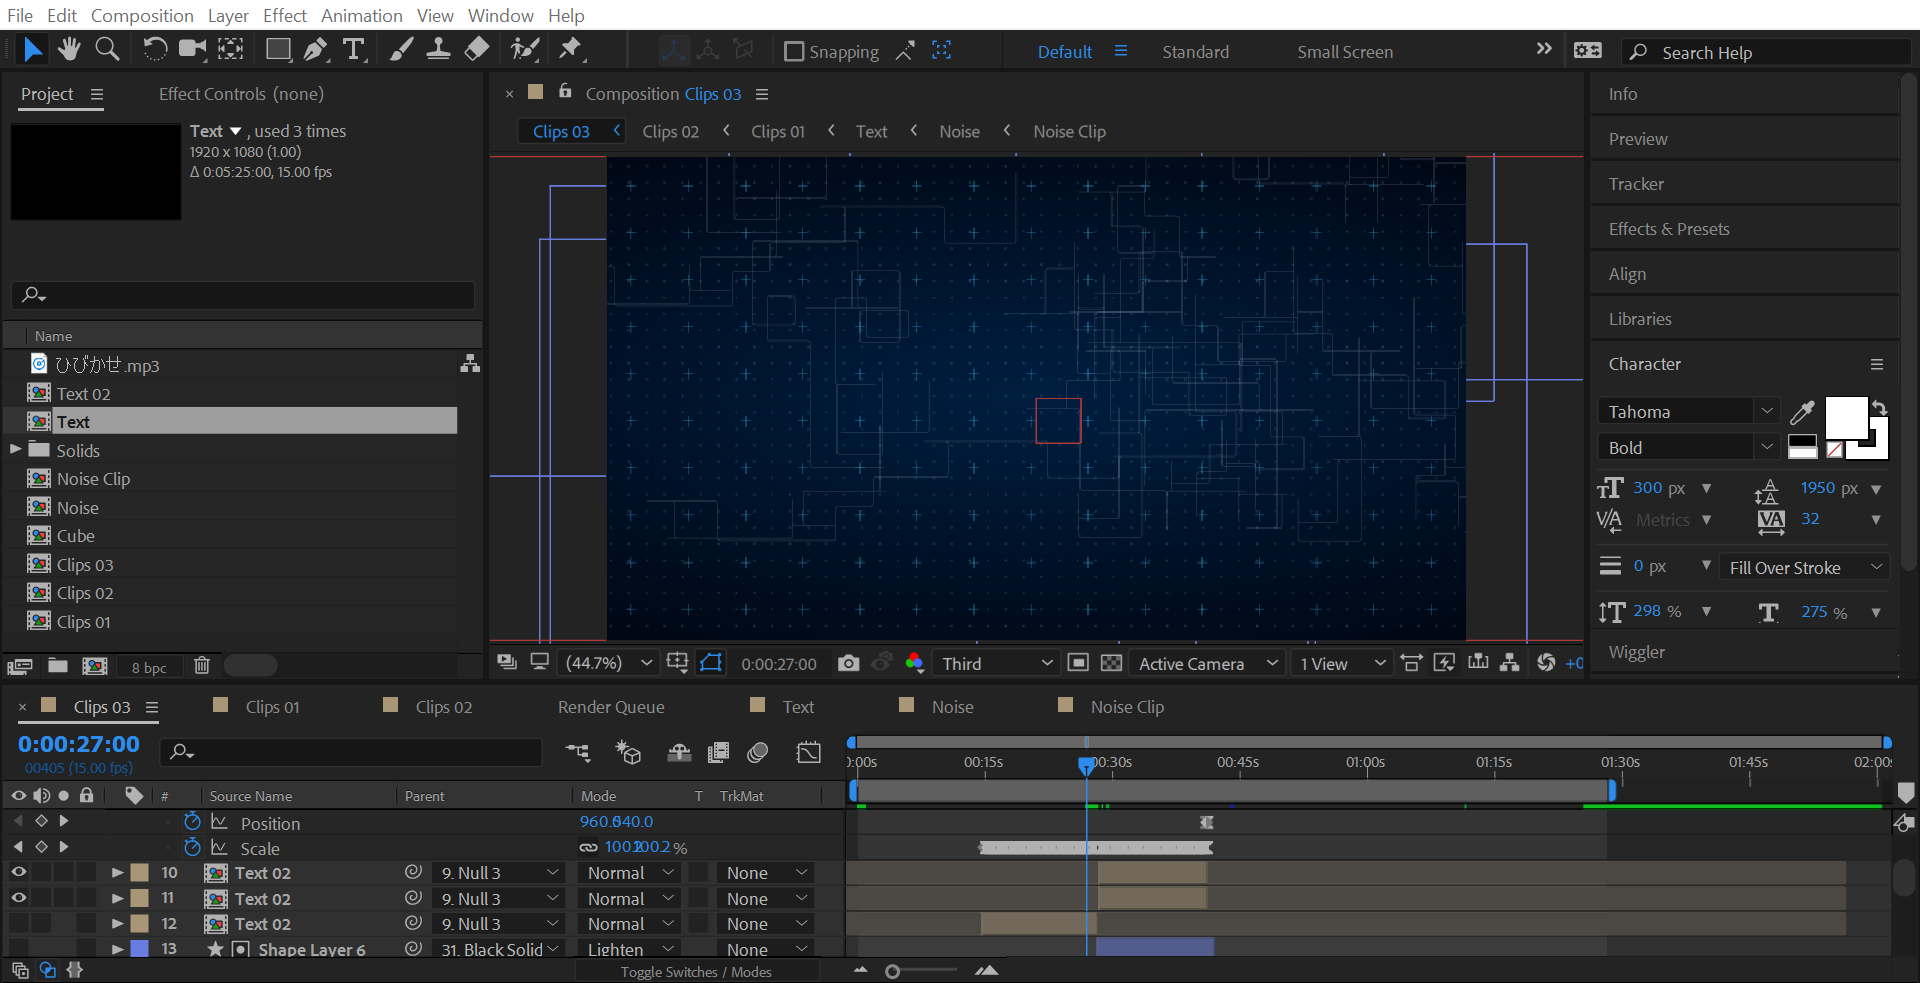 File Edit Composition Layer Effect Animation View Window Help
Snapping Default Standard Small Screen Search Help
Project Effect Controls (none)
Text , used 3 times
1920 x 1080 (1.00)
Δ 0:05:25:00, 15.00 fps
Name
ひびかせ.mp3
Text 02
Text
Solids
Noise Clip
Noise
Cube
Clips 03
Clips 02
Clips 01
8 bpc
Composition Clips 03
Clips 03 Clips 02 Clips 01 Text Noise Noise Clip
(44.7%) 0:00:27:00 Third Active Camera 1 View +0
Info
Preview
Tracker
Effects & Presets
Align
Libraries
Character
Tahoma
Bold
300 px 1950 px
Metrics 32
0 px Fill Over Stroke
298 % 275 %
Wiggler
Clips 03 Clips 01 Clips 02 Render Queue Text Noise Noise Clip
0:00:27:00
00405 (15.00 fps)
# Source Name Parent Mode T TrkMat
00s 00:15s 00:30s 00:45s 01:00s 01:15s 01:30s 01:45s 02:00s
Position 960.0 540.0
Scale %
10 Text 02 9. Null 3 Normal None
11 Text 02 9. Null 3 Normal None
12 Text 02 9. Null 3 Normal None
13 Shape Layer 6 31. Black Solid Lighten None
Toggle Switches / Modes